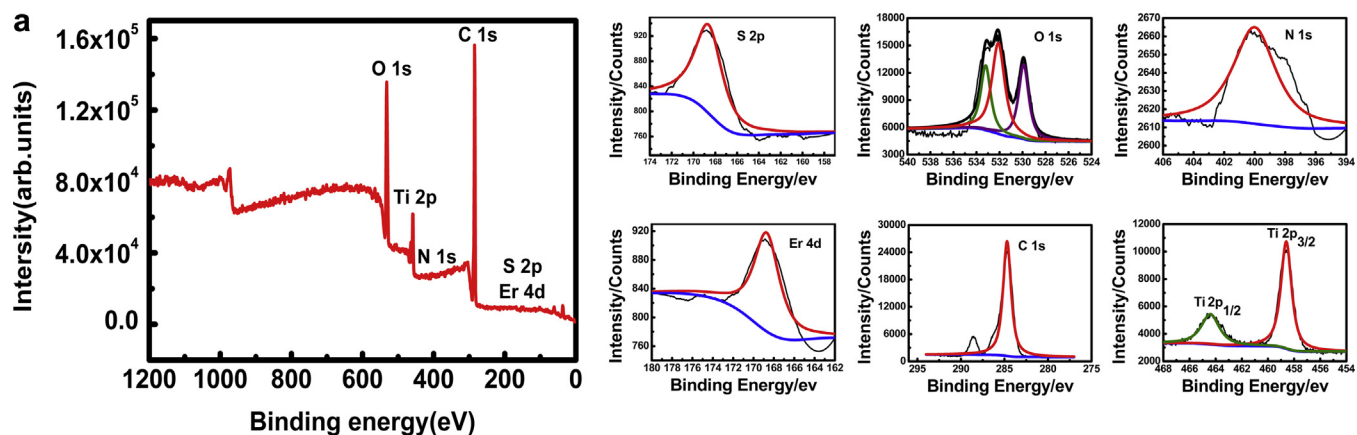 a
Intersity(arb.units)
1.6x10⁵
1.2x10⁵
8.0x10⁴
4.0x10⁴
0.0
C 1s
O 1s
Ti 2p
N 1s
S 2p
Er 4d
1200 1000 800 600 400 200 0
Binding energy(eV)
Intensity/Counts
920
880
840
800
760
S 2p
174 172 170 168 166 164 162 160 158
Binding Energy/ev
Intensity/Counts
18000
15000
12000
9000
6000
3000
O 1s
540 538 536 534 532 530 528 526 524
Binding Energy/ev
Intensity/Counts
2670
2660
2650
2640
2630
2620
2610
2600
N 1s
406 404 402 400 398 396 394
Binding Energy/ev
Intensity/Counts
920
880
840
800
760
Er 4d
180 178 176 174 172 170 168 166 164 162
Binding Energy/ev
Intensity/Counts
30000
24000
18000
12000
6000
0
C 1s
295 290 285 280 275
Binding Energy/ev
Intensity/Counts
12000
10000
8000
6000
4000
2000
Ti 2p3/2
Ti 2p1/2
468 466 464 462 460 458 456 454
Binding Energy/ev